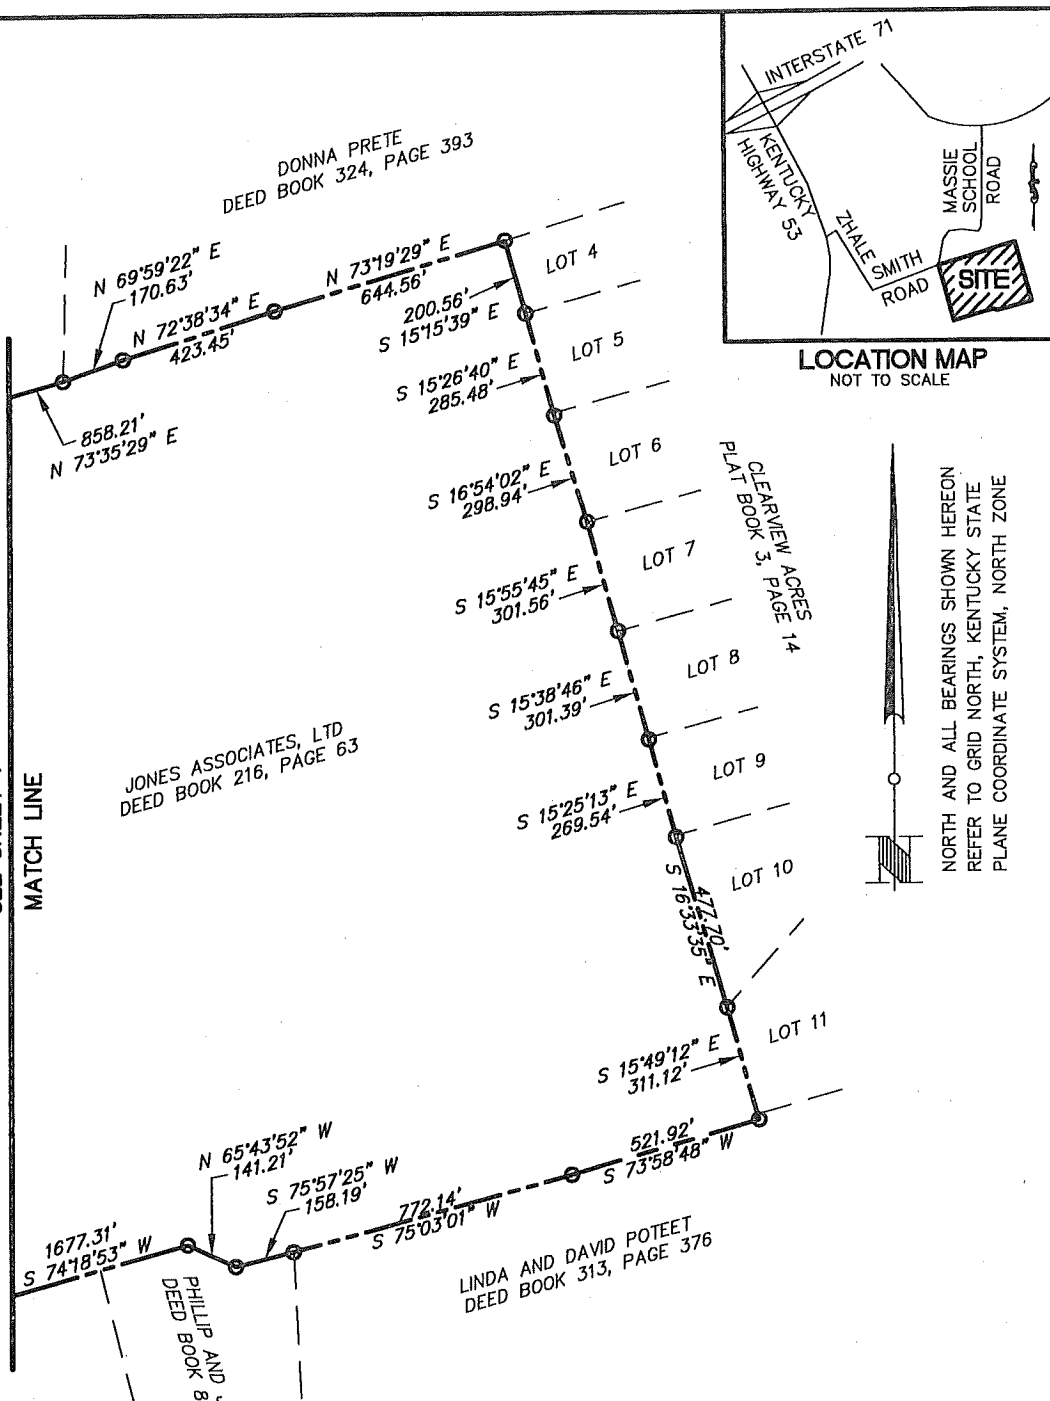 INTERSTATE 71
KENTUCKY
HIGHWAY 53
MASSIE
SCHOOL
ROAD
ZHALE
SMITH
ROAD
SITE
LOCATION MAP
NOT TO SCALE
DONNA PRETE
DEED BOOK 324, PAGE 393
N 69°59'22" E
170.63'
N 72°38'34" E
423.45'
N 73°19'29" E
644.56'
858.21'
N 73°35'29" E
200.56'
S 15°15'39" E
LOT 4
S 15°26'40" E
285.48'
LOT 5
S 16°54'02" E
298.94'
LOT 6
S 15°55'45" E
301.56'
LOT 7
S 15°38'46" E
301.39'
LOT 8
S 15°25'13" E
269.54'
LOT 9
477.70'
S 16°33'35" E
LOT 10
S 15°49'12" E
311.12'
LOT 11
CLEARVIEW ACRES
PLAT BOOK 3, PAGE 14
NORTH AND ALL BEARINGS SHOWN HEREON
REFER TO GRID NORTH, KENTUCKY STATE
PLANE COORDINATE SYSTEM, NORTH ZONE
JONES ASSOCIATES, LTD
DEED BOOK 216, PAGE 63
MATCH LINE
521.92'
S 73°58'48" W
772.14'
S 75°03'01" W
S 75°57'25" W
158.19'
N 65°43'52" W
141.21'
1677.31'
S 74°18'53" W
LINDA AND DAVID POTEET
DEED BOOK 313, PAGE 376
PHILLIP AND
DEED BOOK 8